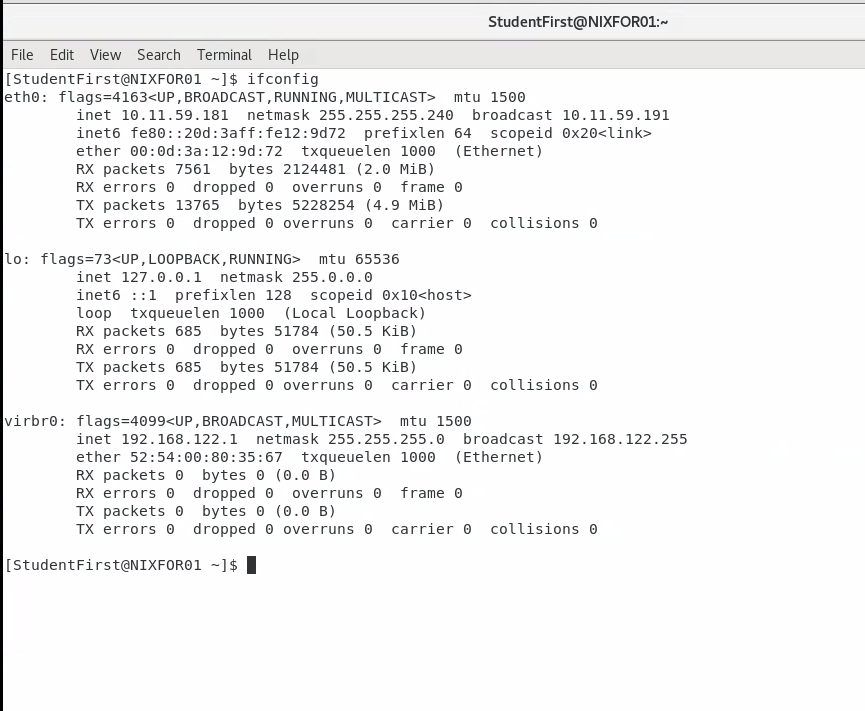 StudentFirst@NIXFOR01:~
File Edit View Search Terminal Help
[StudentFirst@NIXFOR01 ~]$ ifconfig
eth0: flags=4163<UP,BROADCAST,RUNNING,MULTICAST>  mtu 1500
        inet 10.11.59.181  netmask 255.255.255.240  broadcast 10.11.59.191
        inet6 fe80::20d:3aff:fe12:9d72  prefixlen 64  scopeid 0x20<link>
        ether 00:0d:3a:12:9d:72  txqueuelen 1000  (Ethernet)
        RX packets 7561  bytes 2124481 (2.0 MiB)
        RX errors 0  dropped 0  overruns 0  frame 0
        TX packets 13765  bytes 5228254 (4.9 MiB)
        TX errors 0  dropped 0 overruns 0  carrier 0  collisions 0

lo: flags=73<UP,LOOPBACK,RUNNING>  mtu 65536
        inet 127.0.0.1  netmask 255.0.0.0
        inet6 ::1  prefixlen 128  scopeid 0x10<host>
        loop  txqueuelen 1000  (Local Loopback)
        RX packets 685  bytes 51784 (50.5 KiB)
        RX errors 0  dropped 0  overruns 0  frame 0
        TX packets 685  bytes 51784 (50.5 KiB)
        TX errors 0  dropped 0 overruns 0  carrier 0  collisions 0

virbr0: flags=4099<UP,BROADCAST,MULTICAST>  mtu 1500
        inet 192.168.122.1  netmask 255.255.255.0  broadcast 192.168.122.255
        ether 52:54:00:80:35:67  txqueuelen 1000  (Ethernet)
        RX packets 0  bytes 0 (0.0 B)
        RX errors 0  dropped 0  overruns 0  frame 0
        TX packets 0  bytes 0 (0.0 B)
        TX errors 0  dropped 0 overruns 0  carrier 0  collisions 0

[StudentFirst@NIXFOR01 ~]$